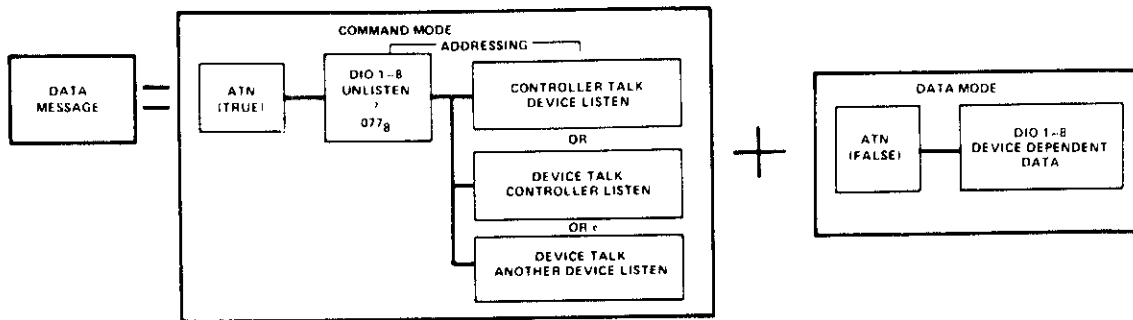 DATA
MESSAGE
=
COMMAND MODE
ADDRESSING
ATN
(TRUE)
DIO 1-8
UNLISTEN
?
077₈
CONTROLLER TALK
DEVICE LISTEN
OR
DEVICE TALK
CONTROLLER LISTEN
OR
DEVICE TALK
ANOTHER DEVICE LISTEN
+
DATA MODE
ATN
(FALSE)
DIO 1-8
DEVICE DEPENDENT
DATA